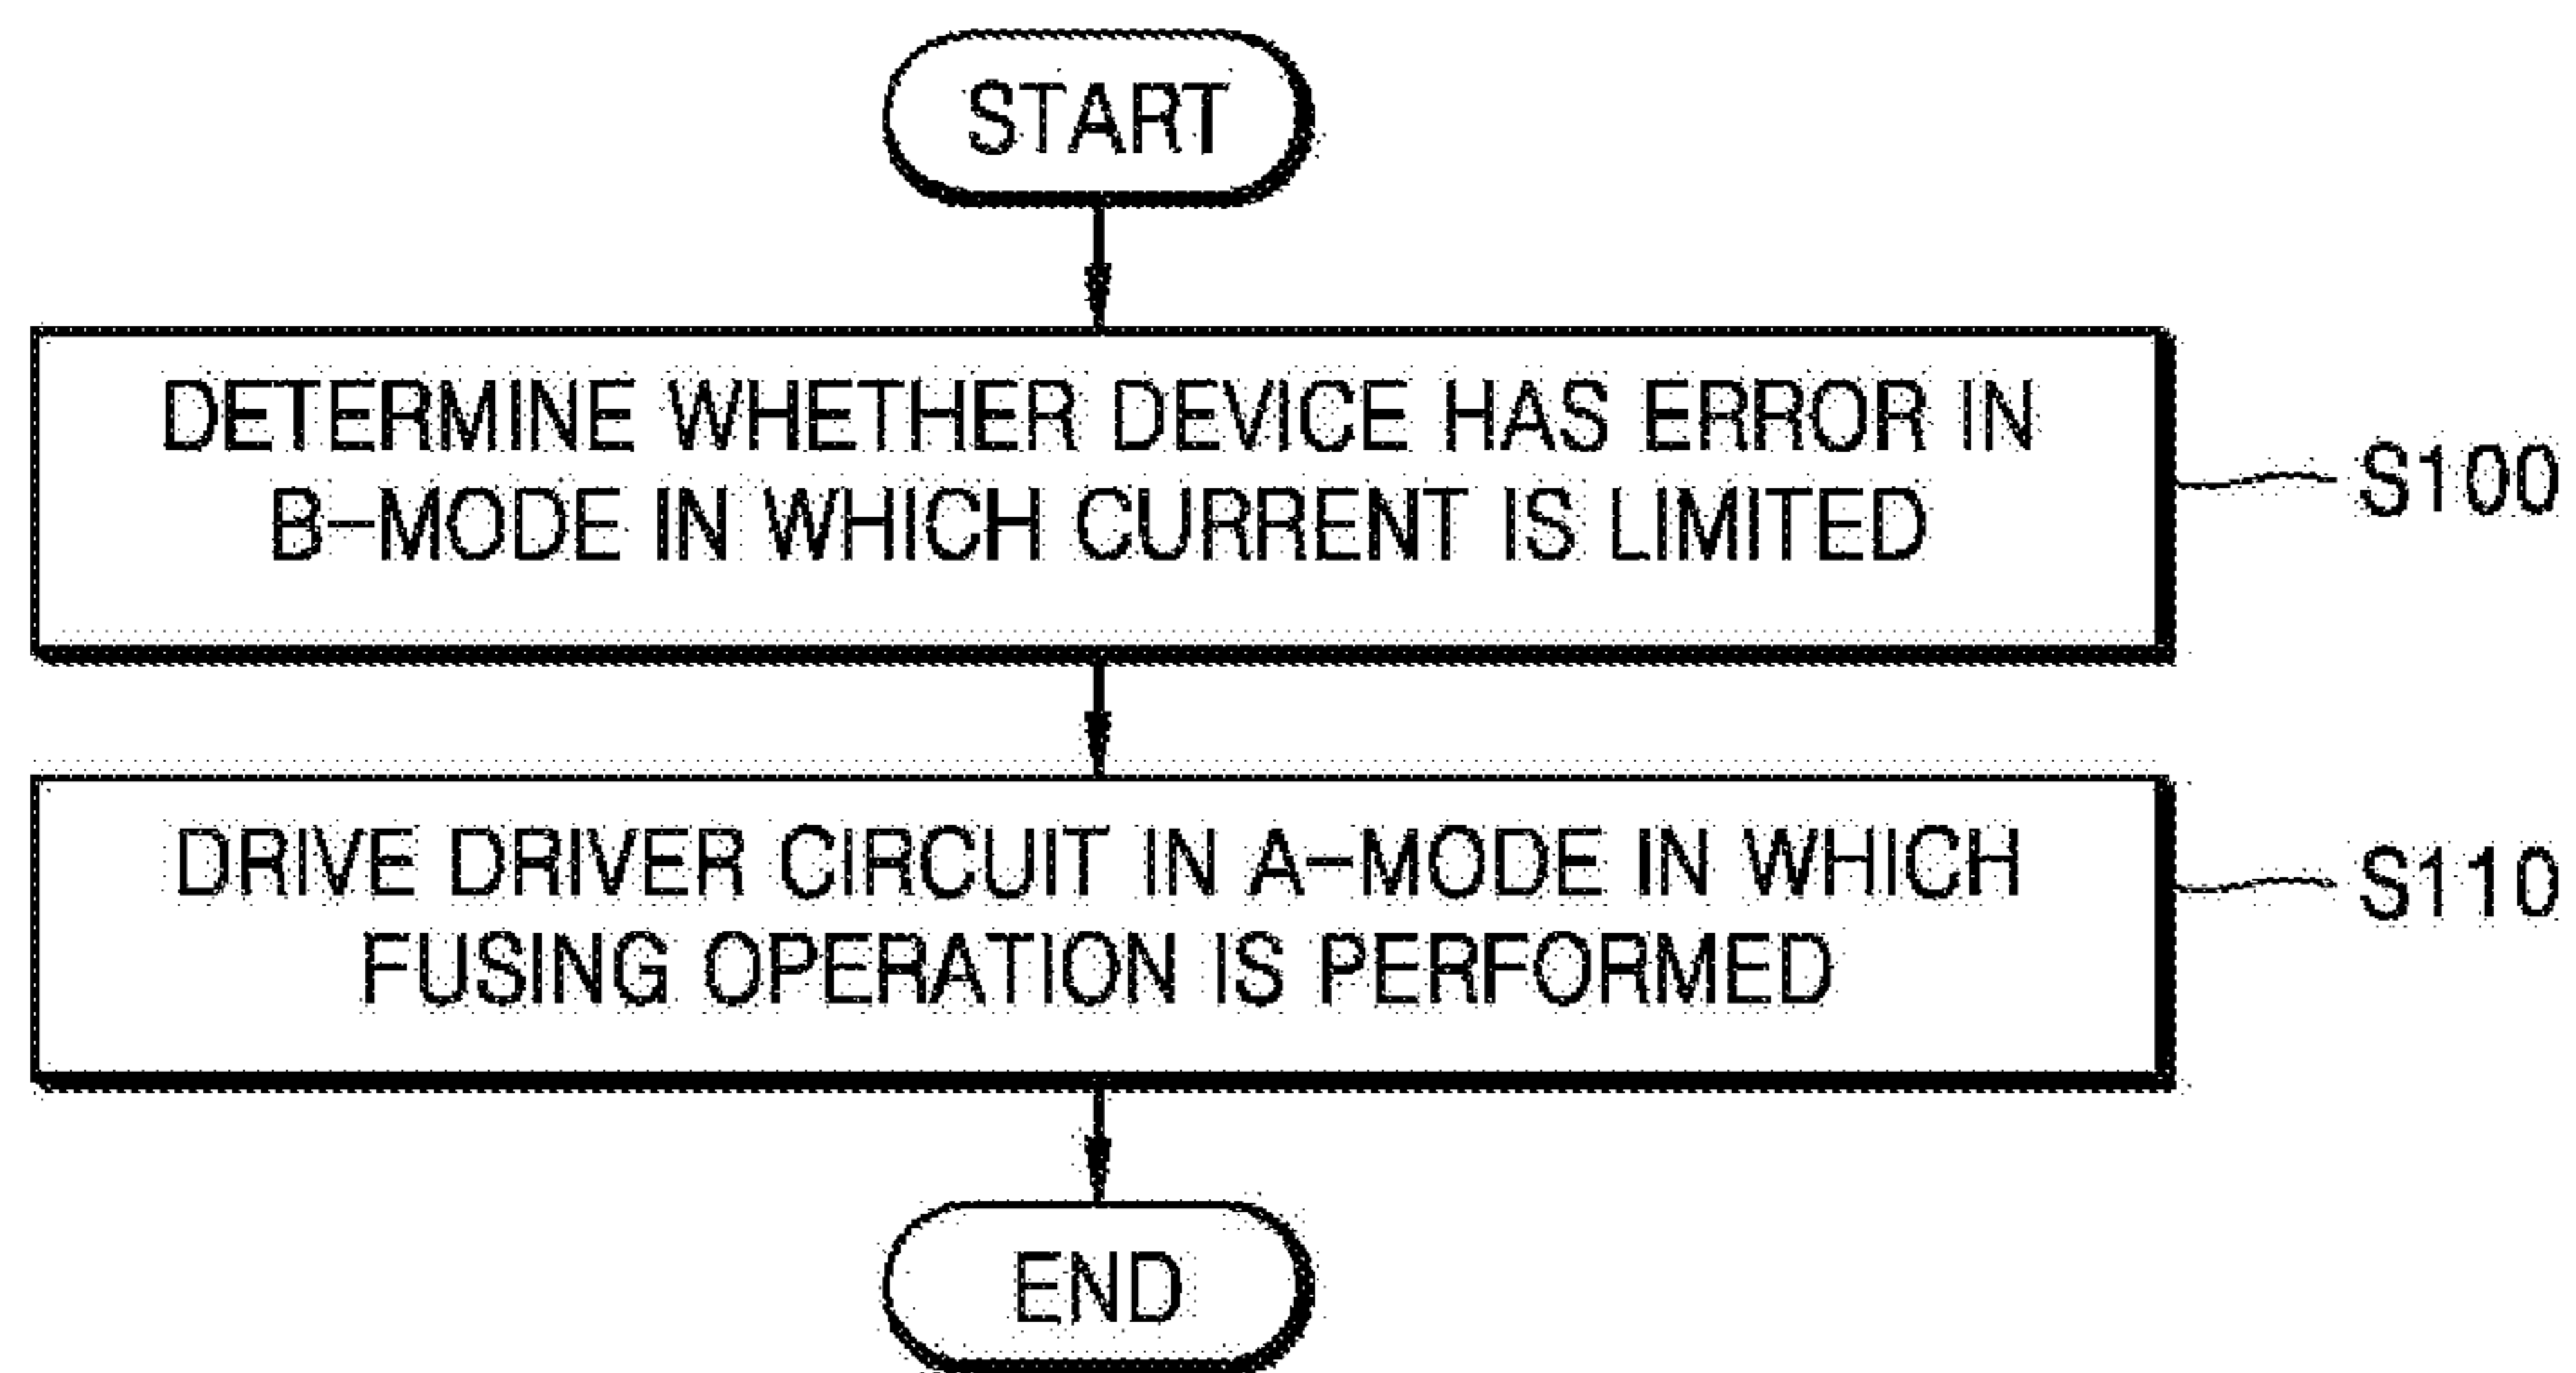 START
DETERMINE WHETHER DEVICE HAS ERROR IN
B-MODE IN WHICH CURRENT IS LIMITED
S100
DRIVE DRIVER CIRCUIT IN A-MODE IN WHICH
FUSING OPERATION IS PERFORMED
S110
END